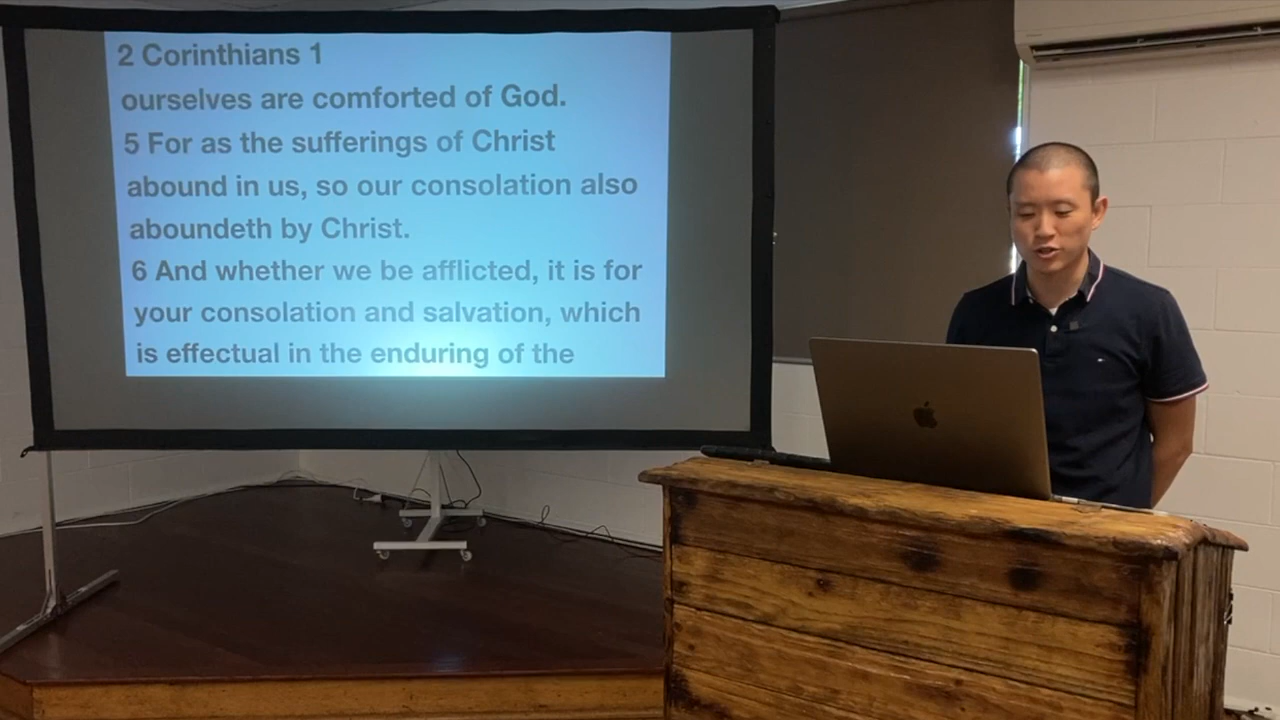 2 Corinthians 1
ourselves are comforted of God.
5 For as the sufferings of Christ
abound in us, so our consolation also
aboundeth by Christ.
6 And whether we be afflicted, it is for
your consolation and salvation, which
is effectual in the enduring of the